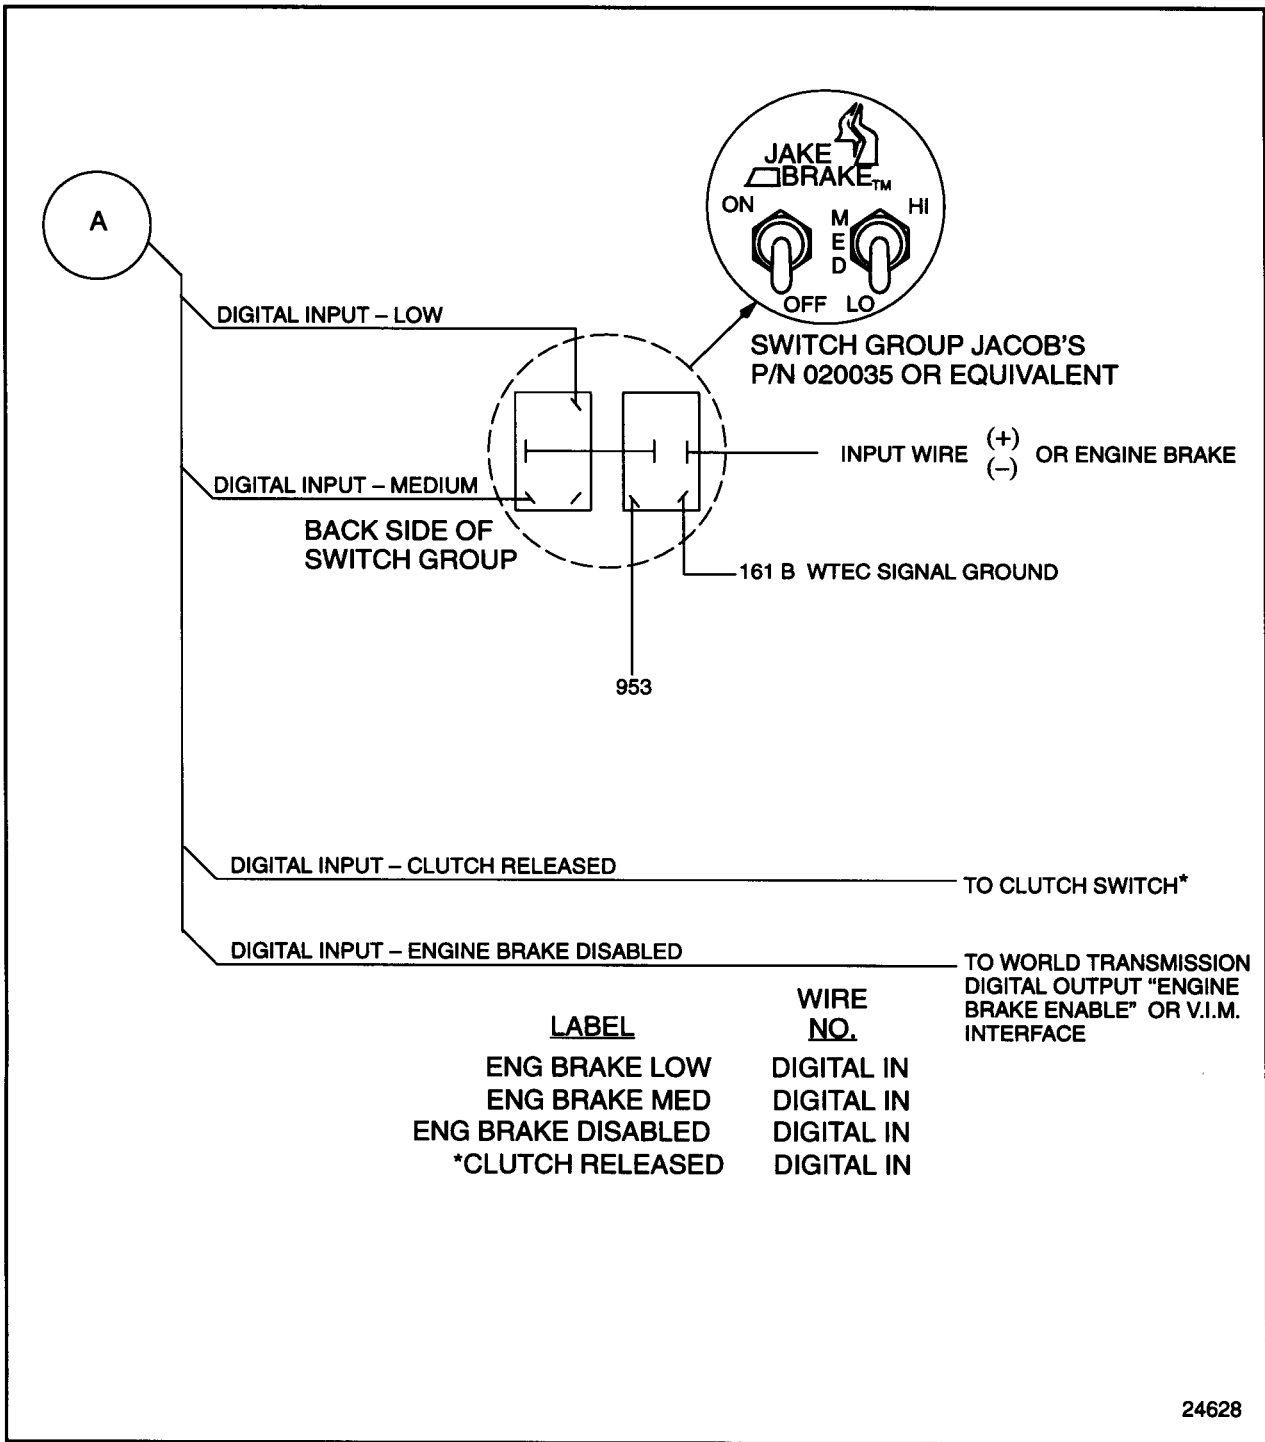 JAKE
BRAKE TM
ON
M
E
D
HI
OFF LO
A
DIGITAL INPUT – LOW
SWITCH GROUP JACOB'S
P/N 020035 OR EQUIVALENT
INPUT WIRE (+) (–) OR ENGINE BRAKE
DIGITAL INPUT – MEDIUM
BACK SIDE OF
SWITCH GROUP
161 B WTEC SIGNAL GROUND
953
DIGITAL INPUT – CLUTCH RELEASED
TO CLUTCH SWITCH*
DIGITAL INPUT – ENGINE BRAKE DISABLED
TO WORLD TRANSMISSION
DIGITAL OUTPUT "ENGINE
BRAKE ENABLE" OR V.I.M.
INTERFACE
LABEL WIRE NO.
ENG BRAKE LOW DIGITAL IN
ENG BRAKE MED DIGITAL IN
ENG BRAKE DISABLED DIGITAL IN
*CLUTCH RELEASED DIGITAL IN
24628